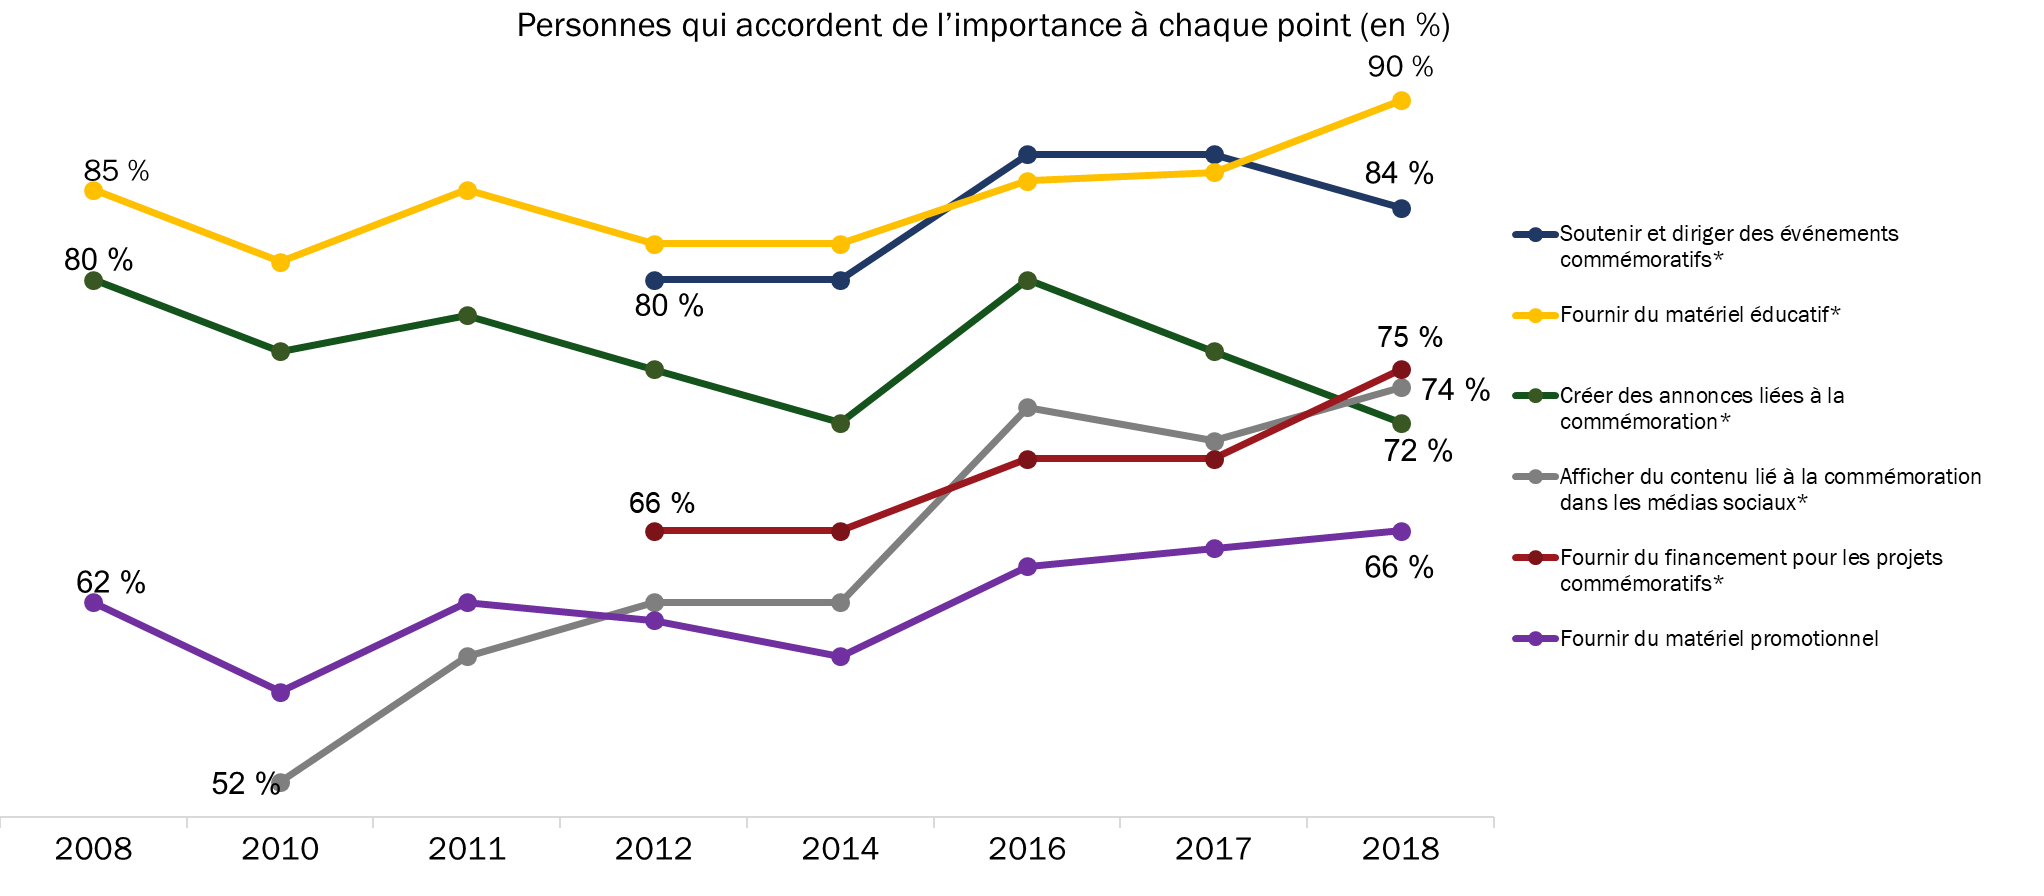 Personnes qui accordent de l’importance à chaque point (en %)
90 %
85 %
84 %
80 %
80 %
75 %
74 %
72 %
66 %
62 %
66 %
52 %
2008 2010 2011 2012 2014 2016 2017 2018
Soutenir et diriger des événements
commémoratifs*
Fournir du matériel éducatif*
Créer des annonces liées à la
commémoration*
Afficher du contenu lié à la commémoration
dans les médias sociaux*
Fournir du financement pour les projets
commémoratifs*
Fournir du matériel promotionnel